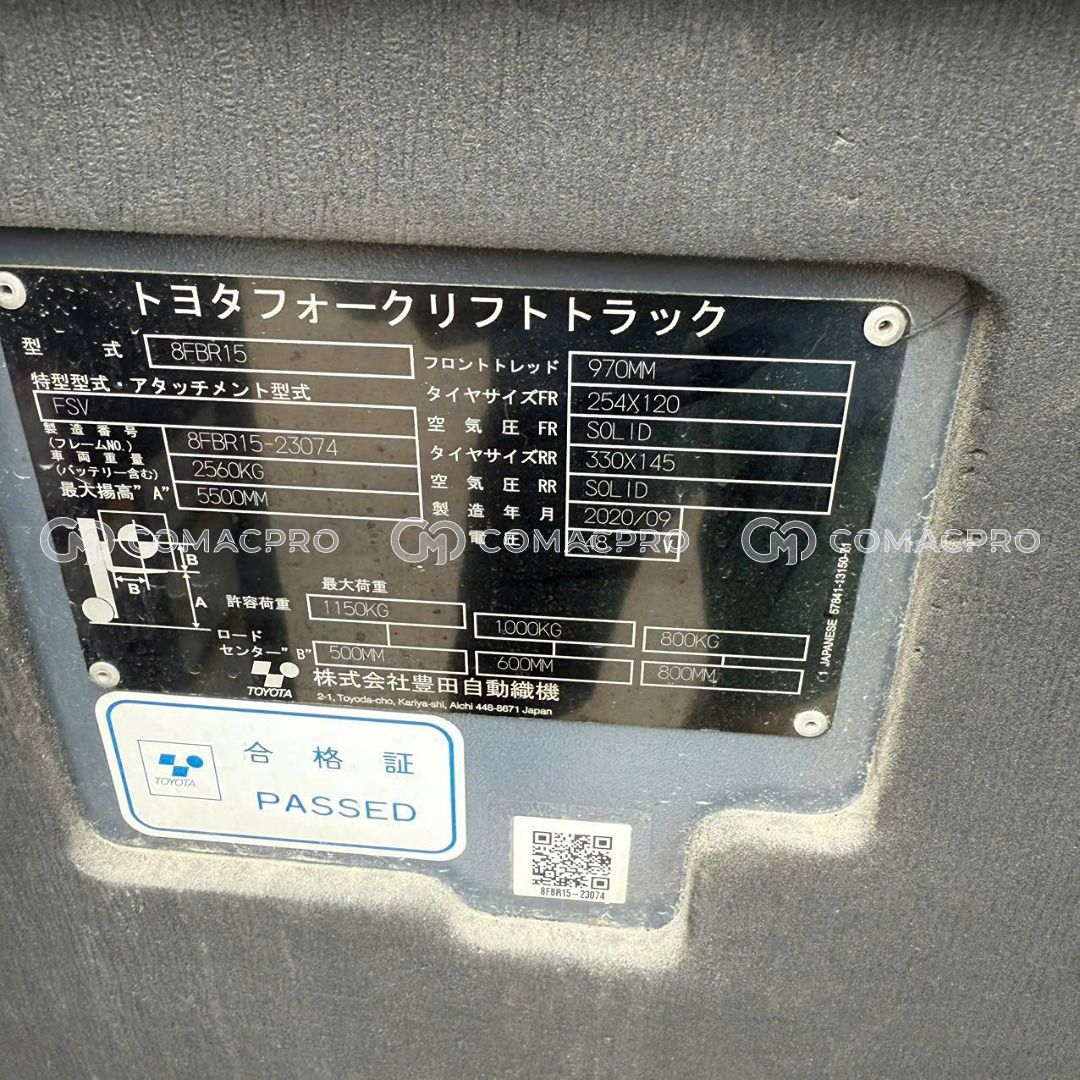 トヨタフォークリフトトラック
型 式 8FBR15
特型型式・アタッチメント型式
FSV
製造番号
(フレームNO.) 8FBR15-23074
車両重量
(バッテリー含む) 2560KG
最大揚高"A" 5500MM
フロントトレッド 970MM
タイヤサイズFR 254X120
空気圧 FR SOLID
タイヤサイズRR 330X145
空気圧 RR SOLID
製造年月 2020/09
電圧 48 V
COMACPRO COMACPRO COMACPRO
B
B
A
最大荷重
許容荷重 1150KG 1000KG 800KG
ロード
センター"B" 500MM 600MM 800MM
TOYOTA 株式会社豊田自動織機
2-1, Toyoda-cho, Kariya-shi, Aichi 448-8671 Japan
1 JAPANESE 57841-13150-71
TOYOTA
合格証
PASSED
8FBR15-23074